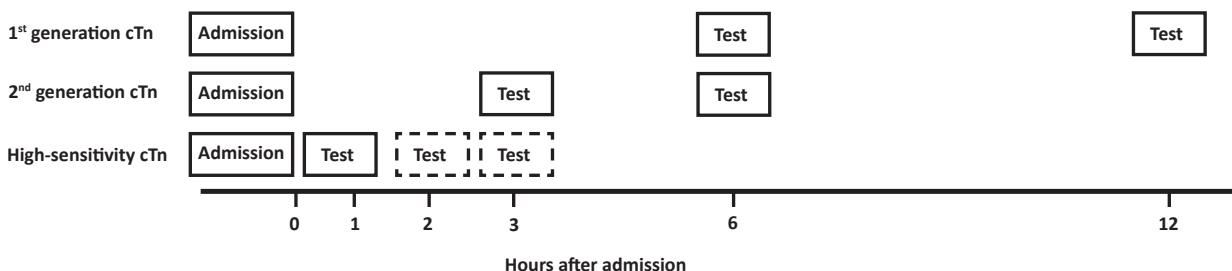 1st generation cTn Admission Test Test
2nd generation cTn Admission Test Test
High-sensitivity cTn Admission Test Test Test
0 1 2 3 6 12
Hours after admission